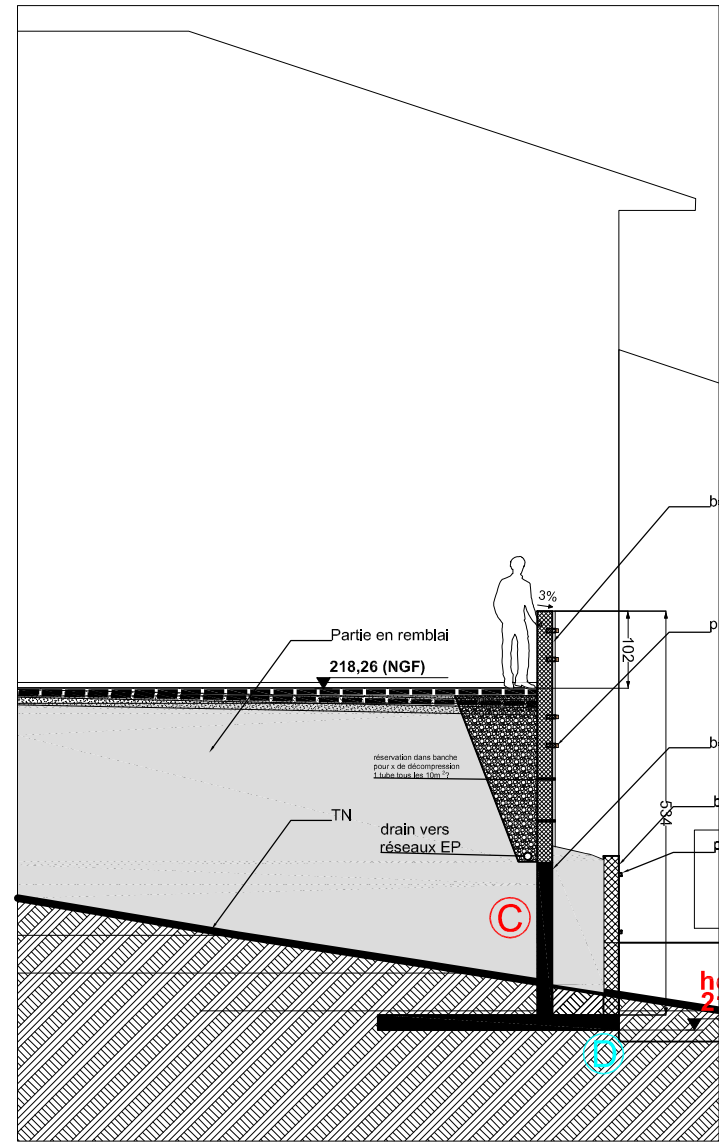 3%
102
Partie en remblai
218,26 (NGF)
réservation dans banche
pour x de décompression
1 tube tous les 10m²?
534
TN
drain vers
réseaux EP
C
D